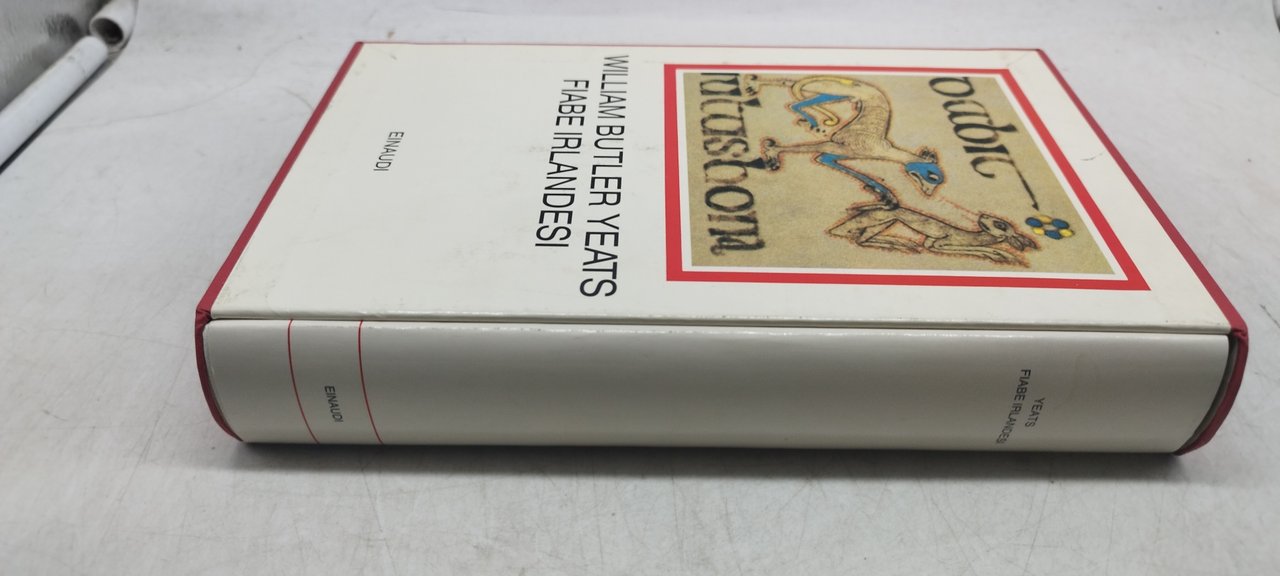 WILLIAM BUTLER YEATS
FIABE IRLANDESI
EINAUDI
YEATS
FIABE IRLANDESI
EINAUDI